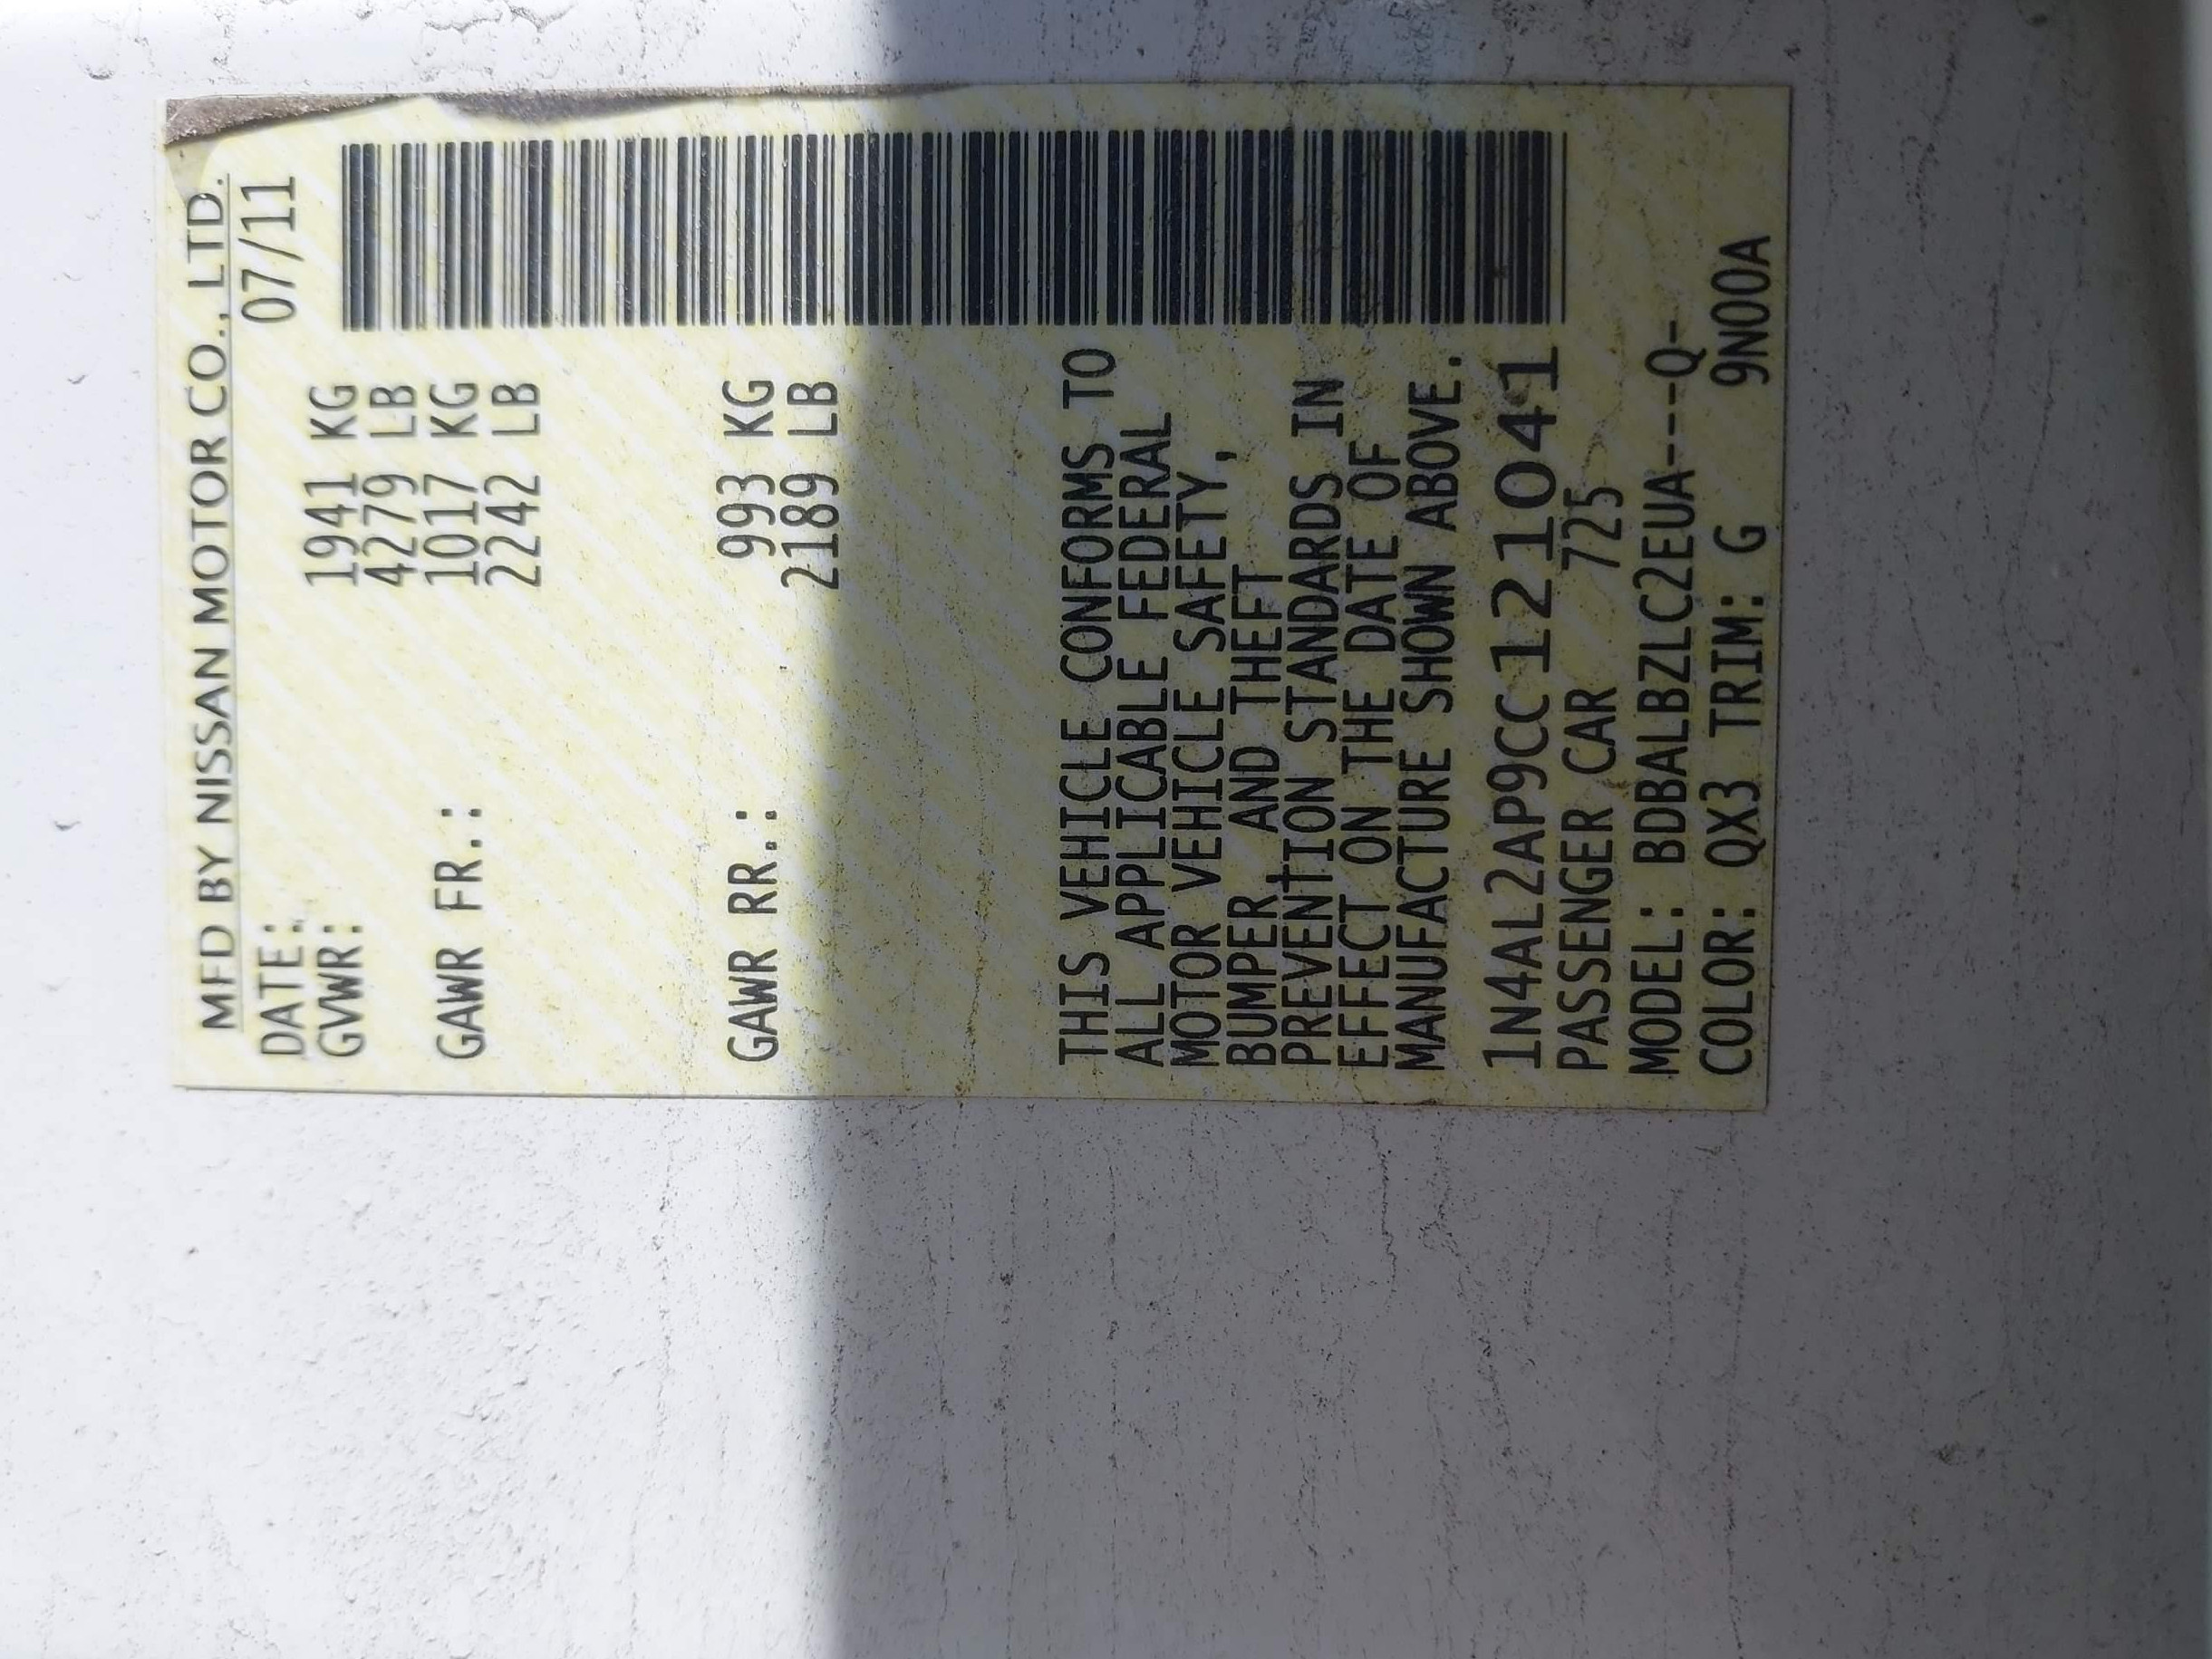 MFD BY NISSAN MOTOR CO., LTD.
DATE: 07/11
GVWR: 1941 KG
4279 LB
GAWR FR.: 1017 KG
2242 LB
GAWR RR.: 993 KG
2189 LB
THIS VEHICLE CONFORMS TO
ALL APPLICABLE FEDERAL
MOTOR VEHICLE SAFETY,
BUMPER, AND THEFT
PREVENTION STANDARDS IN
EFFECT ON THE DATE OF
MANUFACTURE SHOWN ABOVE.
1N4AL2AP9CC121041
PASSENGER CAR 725
MODEL: BDBALBZLC2EUA----Q-
COLOR: QX3 TRIM: G 9N00A